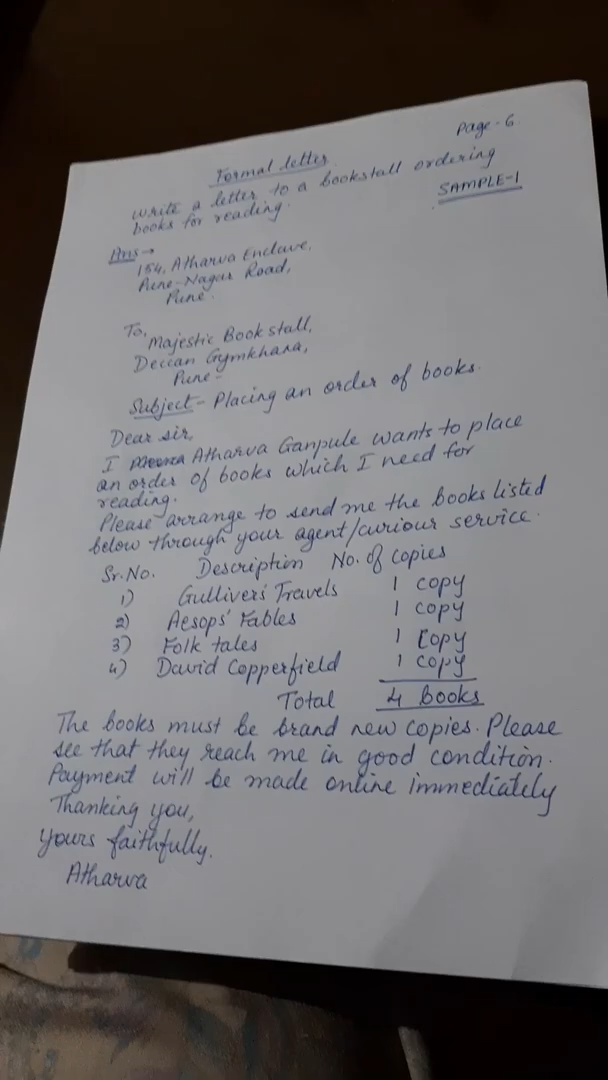 Page-6
Formal letter
Write a letter to a bookstall ordering
books for reading.
SAMPLE-1
Ans→
154, Atharva Enclave,
Pune-Nagar Road,
Pune.
To,
Majestic Book stall,
Deccan Gymkhana,
Pune-
Subject- Placing an order of books.
Dear sir,
I Atharva Ganpule wants to place
an order of books which I need for
reading.
Please arrange to send me the books listed
below through your agent/curious service.
Sr.No. Description No. of copies
1) Gulliver's Travels 1 copy
2) Aesops' Fables 1 copy
3) Folk tales 1 copy
4) David Copperfield 1 copy
Total 4 books
The books must be brand new copies. Please
see that they reach me in good condition.
Payment will be made online immediately
Thanking you,
yours faithfully.
Atharva